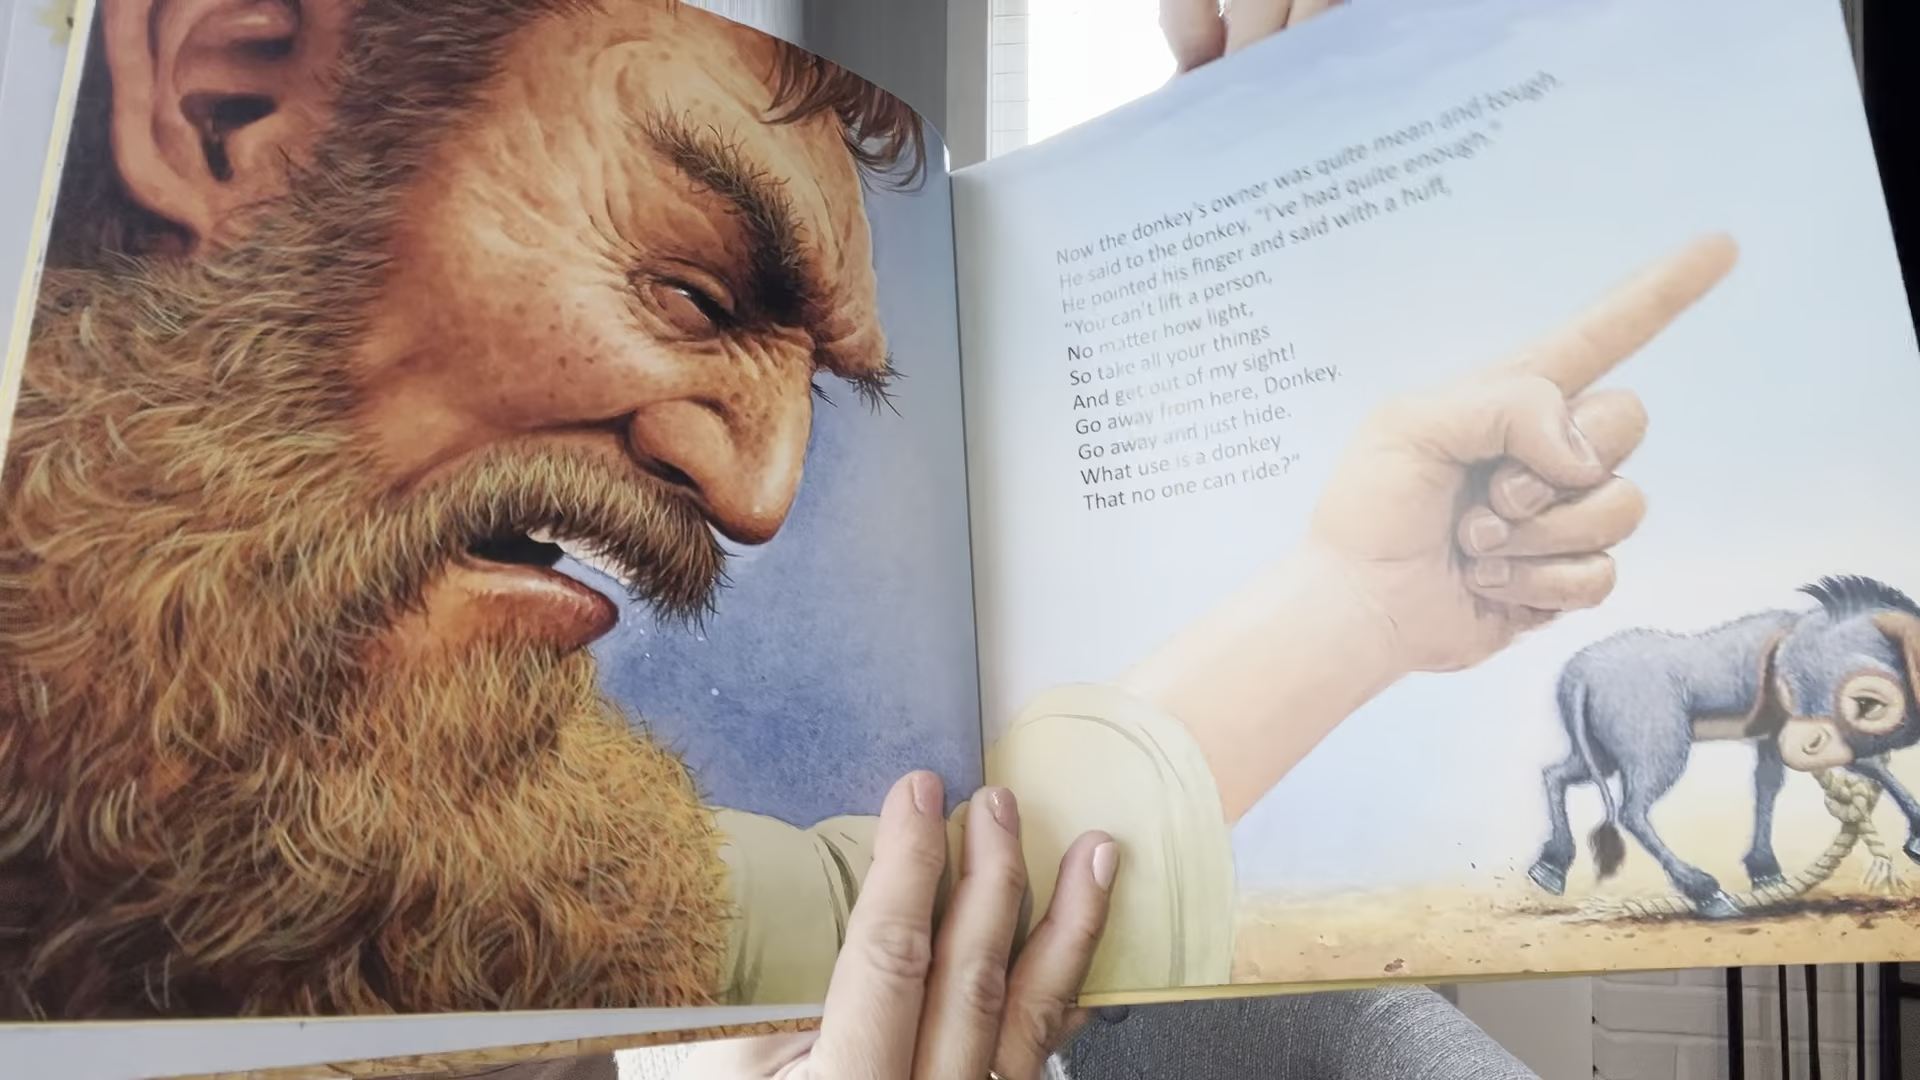 Now the donkey's owner was quite mean and tough.
He said to the donkey, "I've had quite enough."
He pointed his finger and said with a huff,
"You can't lift a person,
No matter how light,
So take all your things
And get out of my sight!
Go away from here, Donkey.
Go away and just hide.
What use is a donkey
That no one can ride?"